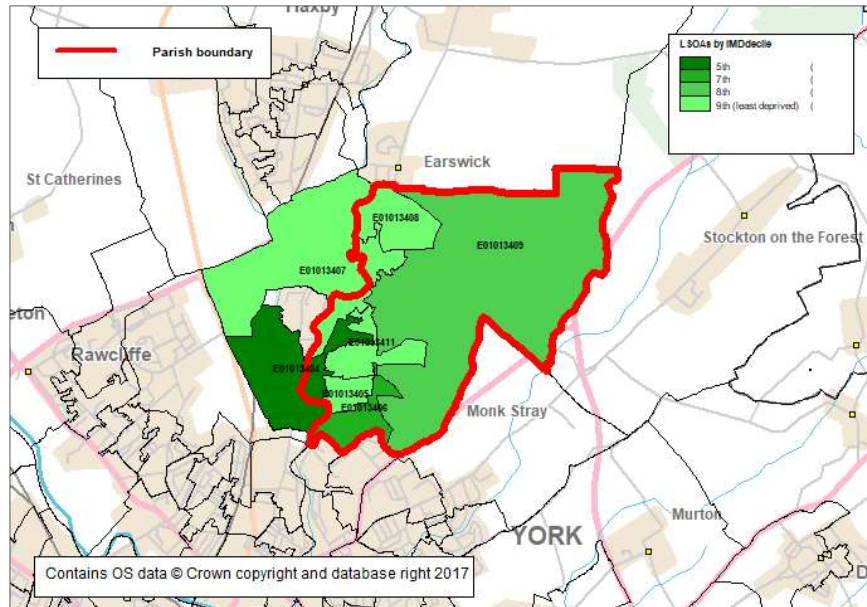 Haxby
Parish boundary
LSOAs by IMDdecile
5th (
7th (
8th (
9th (least deprived) (
Earswick
St Catherines
E01013408
Stockton on the Forest
E01013409
E01013407
eton
Rawcliffe
E01013411
E01013404
E01013405
E01013406
Monk Stray
Murton
YORK
Contains OS data © Crown copyright and database right 2017
D